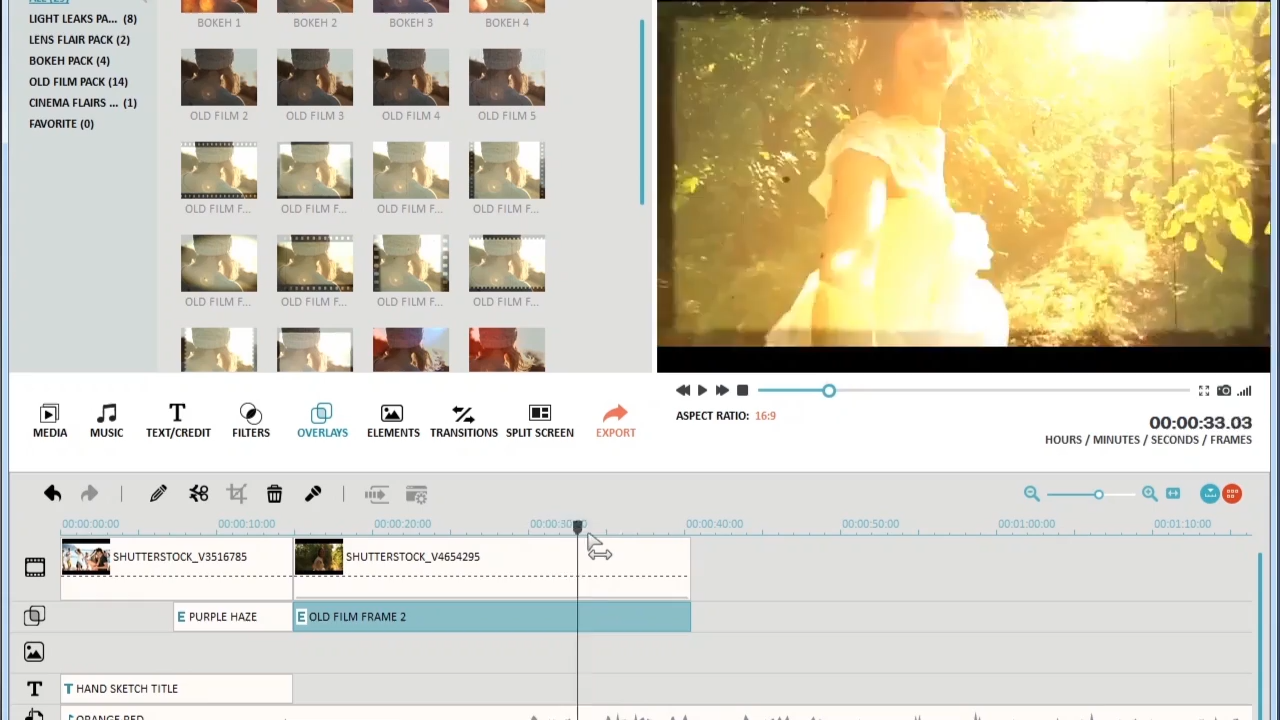 LIGHT LEAKS PA... (8)
LENS FLAIR PACK (2)
BOKEH PACK (4)
OLD FILM PACK (14)
CINEMA FLAIRS ... (1)
FAVORITE (0)
BOKEH 1 BOKEH 2 BOKEH 3 BOKEH 4
OLD FILM 2 OLD FILM 3 OLD FILM 4 OLD FILM 5
OLD FILM F... OLD FILM F... OLD FILM F... OLD FILM F...
OLD FILM F... OLD FILM F... OLD FILM F... OLD FILM F...
MEDIA MUSIC TEXT/CREDIT FILTERS OVERLAYS ELEMENTS TRANSITIONS SPLIT SCREEN EXPORT
ASPECT RATIO: 16:9
00:00:33.03
HOURS / MINUTES / SECONDS / FRAMES
00:00:00:00 00:00:10:00 00:00:20:00 00:00:30:00 00:00:40:00 00:00:50:00 00:01:00:00 00:01:10:00
SHUTTERSTOCK_V3516785 SHUTTERSTOCK_V4654295
E PURPLE HAZE E OLD FILM FRAME 2
T T HAND SKETCH TITLE
ORANGE RED